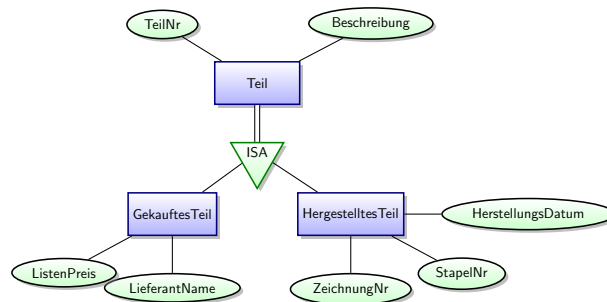 TeilNr
Beschreibung
Teil
ISA
GekauftesTeil
HergestelltesTeil
HerstellungsDatum
ListenPreis
LieferantName
ZeichnungNr
StapelNr